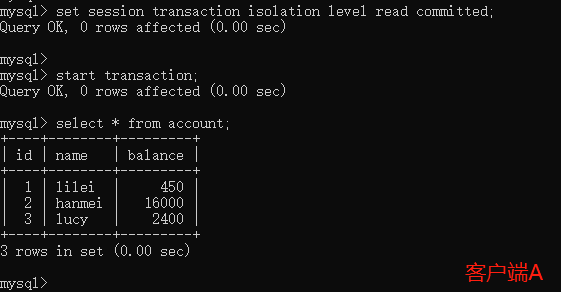 mysql> set session transaction isolation level read committed;
Query OK, 0 rows affected (0.00 sec)
mysql>
mysql> start transaction;
Query OK, 0 rows affected (0.00 sec)
mysql> select * from account;
+----+--------+---------+
| id | name   | balance |
+----+--------+---------+
|  1 | lilei  |     450 |
|  2 | hanmei |   16000 |
|  3 | lucy   |    2400 |
+----+--------+---------+
3 rows in set (0.00 sec)
mysql>
客户端A